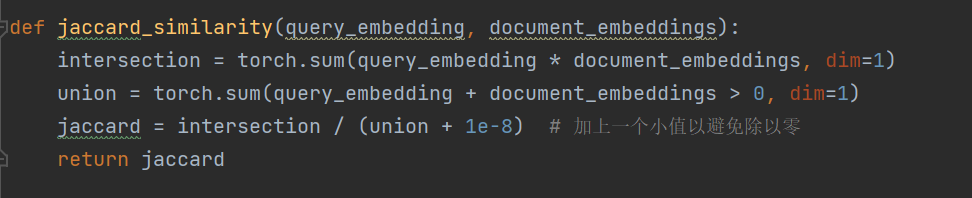 def jaccard_similarity(query_embedding, document_embeddings):
    intersection = torch.sum(query_embedding * document_embeddings, dim=1)
    union = torch.sum(query_embedding + document_embeddings > 0, dim=1)
    jaccard = intersection / (union + 1e-8)  # 加上一个小值以避免除以零
    return jaccard